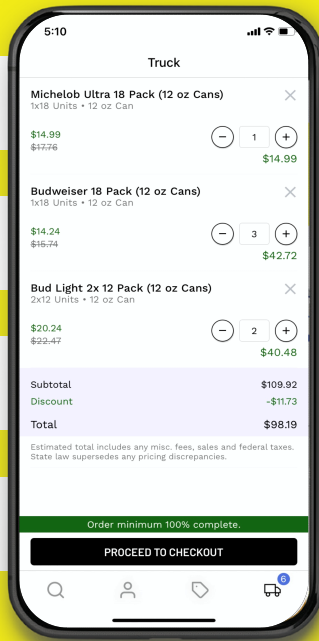 5:10
Truck
Michelob Ultra 18 Pack (12 oz Cans)
1x18 Units • 12 oz Can
$14.99
$17.76
1
$14.99
Budweiser 18 Pack (12 oz Cans)
1x18 Units • 12 oz Can
$14.24
$15.74
3
$42.72
Bud Light 2x 12 Pack (12 oz Cans)
2x12 Units • 12 oz Can
$20.24
$22.47
2
$40.48
Subtotal $109.92
Discount -$11.73
Total $98.19
Estimated total includes any misc. fees, sales and federal taxes.
State law supersedes any pricing discrepancies.
Order minimum 100% complete.
PROCEED TO CHECKOUT
6